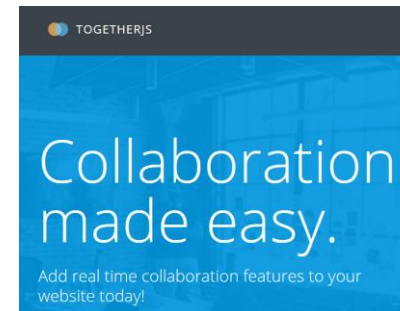 TOGETHERJS
Collaboration
made easy.
Add real time collaboration features to your
website today!